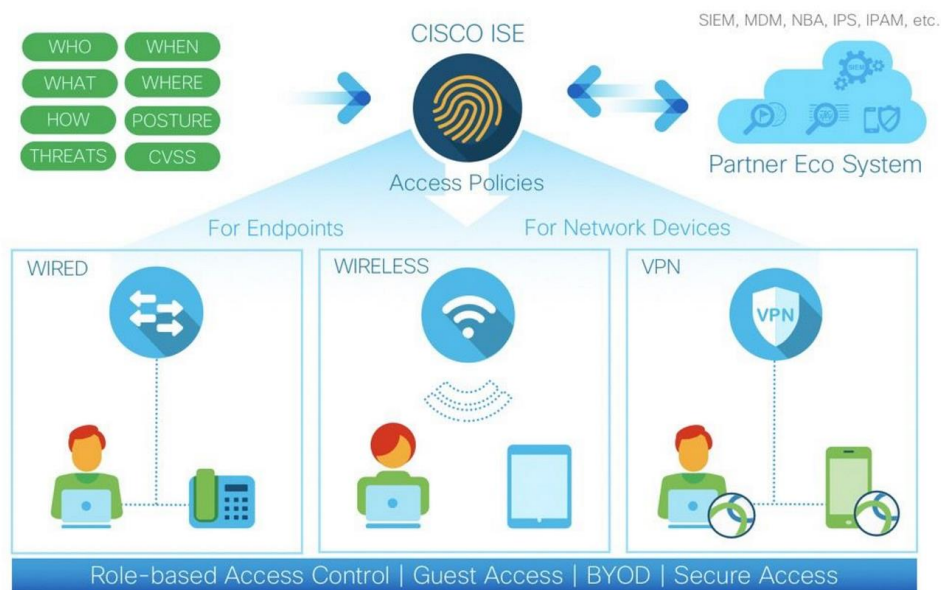 SIEM, MDM, NBA, IPS, IPAM, etc.
CISCO ISE
WHO WHEN
WHAT WHERE
HOW POSTURE
THREATS CVSS
SIEM
Partner Eco System
Access Policies
For Endpoints For Network Devices
WIRED WIRELESS VPN
VPN
Role-based Access Control | Guest Access | BYOD | Secure Access